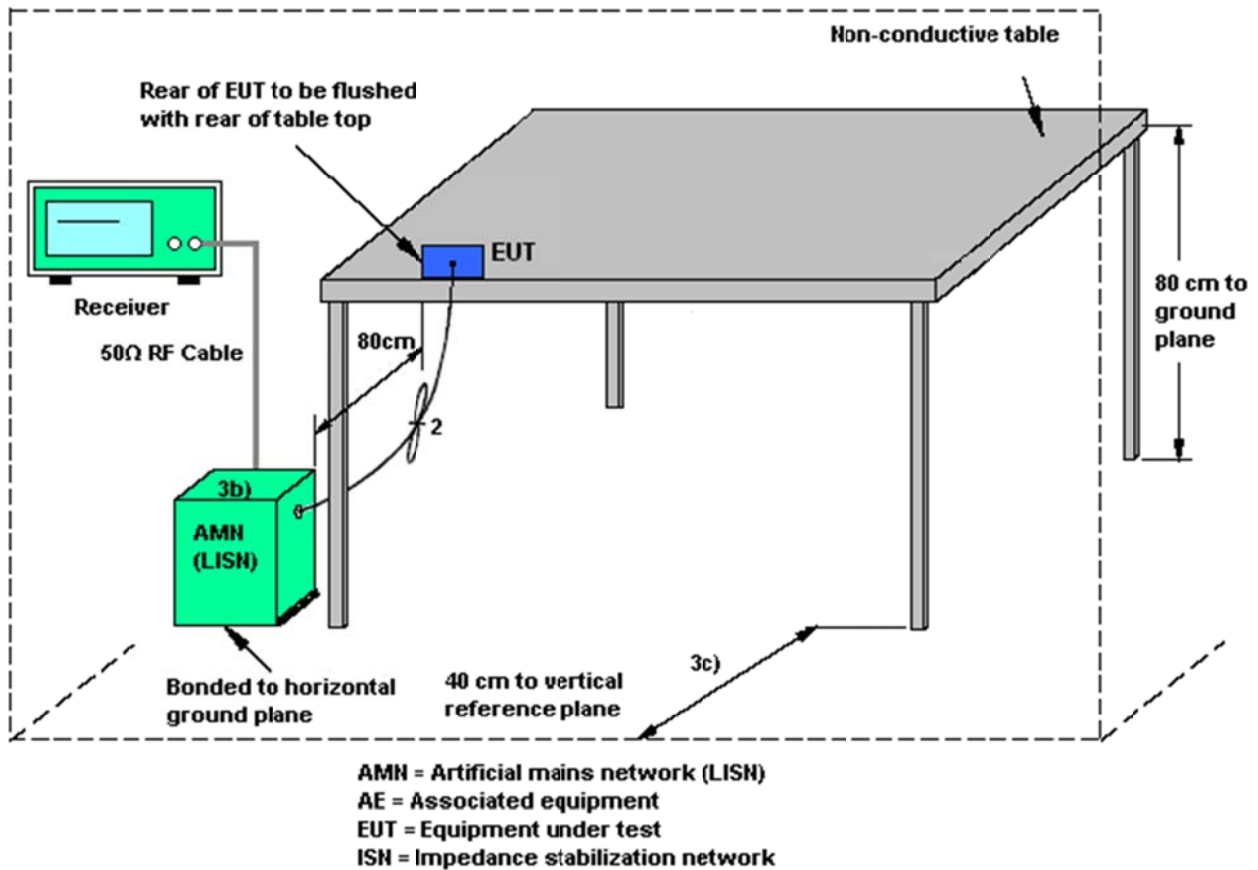 Non-conductive table
Rear of EUT to be flushed
with rear of table top
EUT
Receiver
80cm
80 cm to
ground
plane
50Ω RF Cable
2
3b)
AMN
(LISN)
3c)
Bonded to horizontal
ground plane
40 cm to vertical
reference plane
AMN = Artificial mains network (LISN)
AE = Associated equipment
EUT = Equipment under test
ISN = Impedance stabilization network